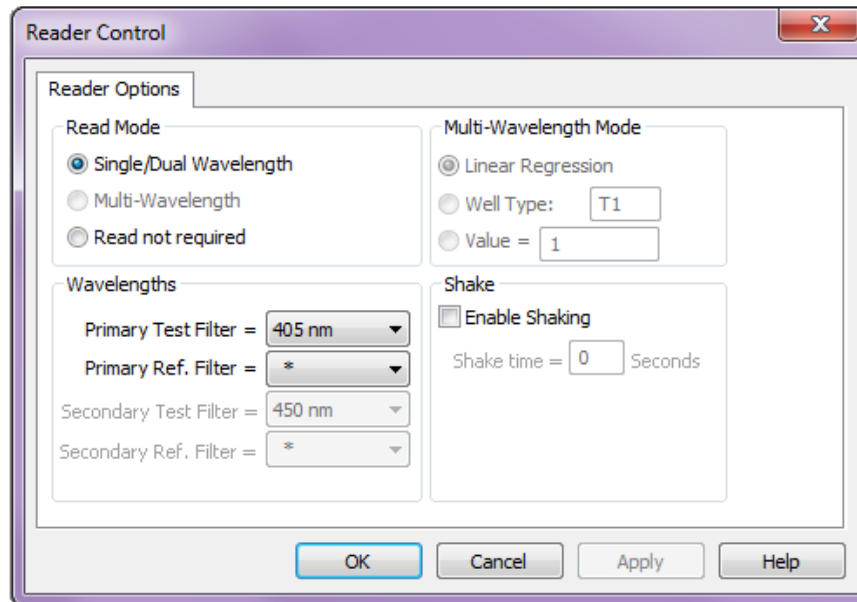 Reader Control
Reader Options
Read Mode
Single/Dual Wavelength
Multi-Wavelength
Read not required
Multi-Wavelength Mode
Linear Regression
Well Type: T1
Value = 1
Wavelengths
Primary Test Filter = 405 nm
Primary Ref. Filter = *
Secondary Test Filter = 450 nm
Secondary Ref. Filter = *
Shake
Enable Shaking
Shake time = 0 Seconds
OK Cancel Apply Help